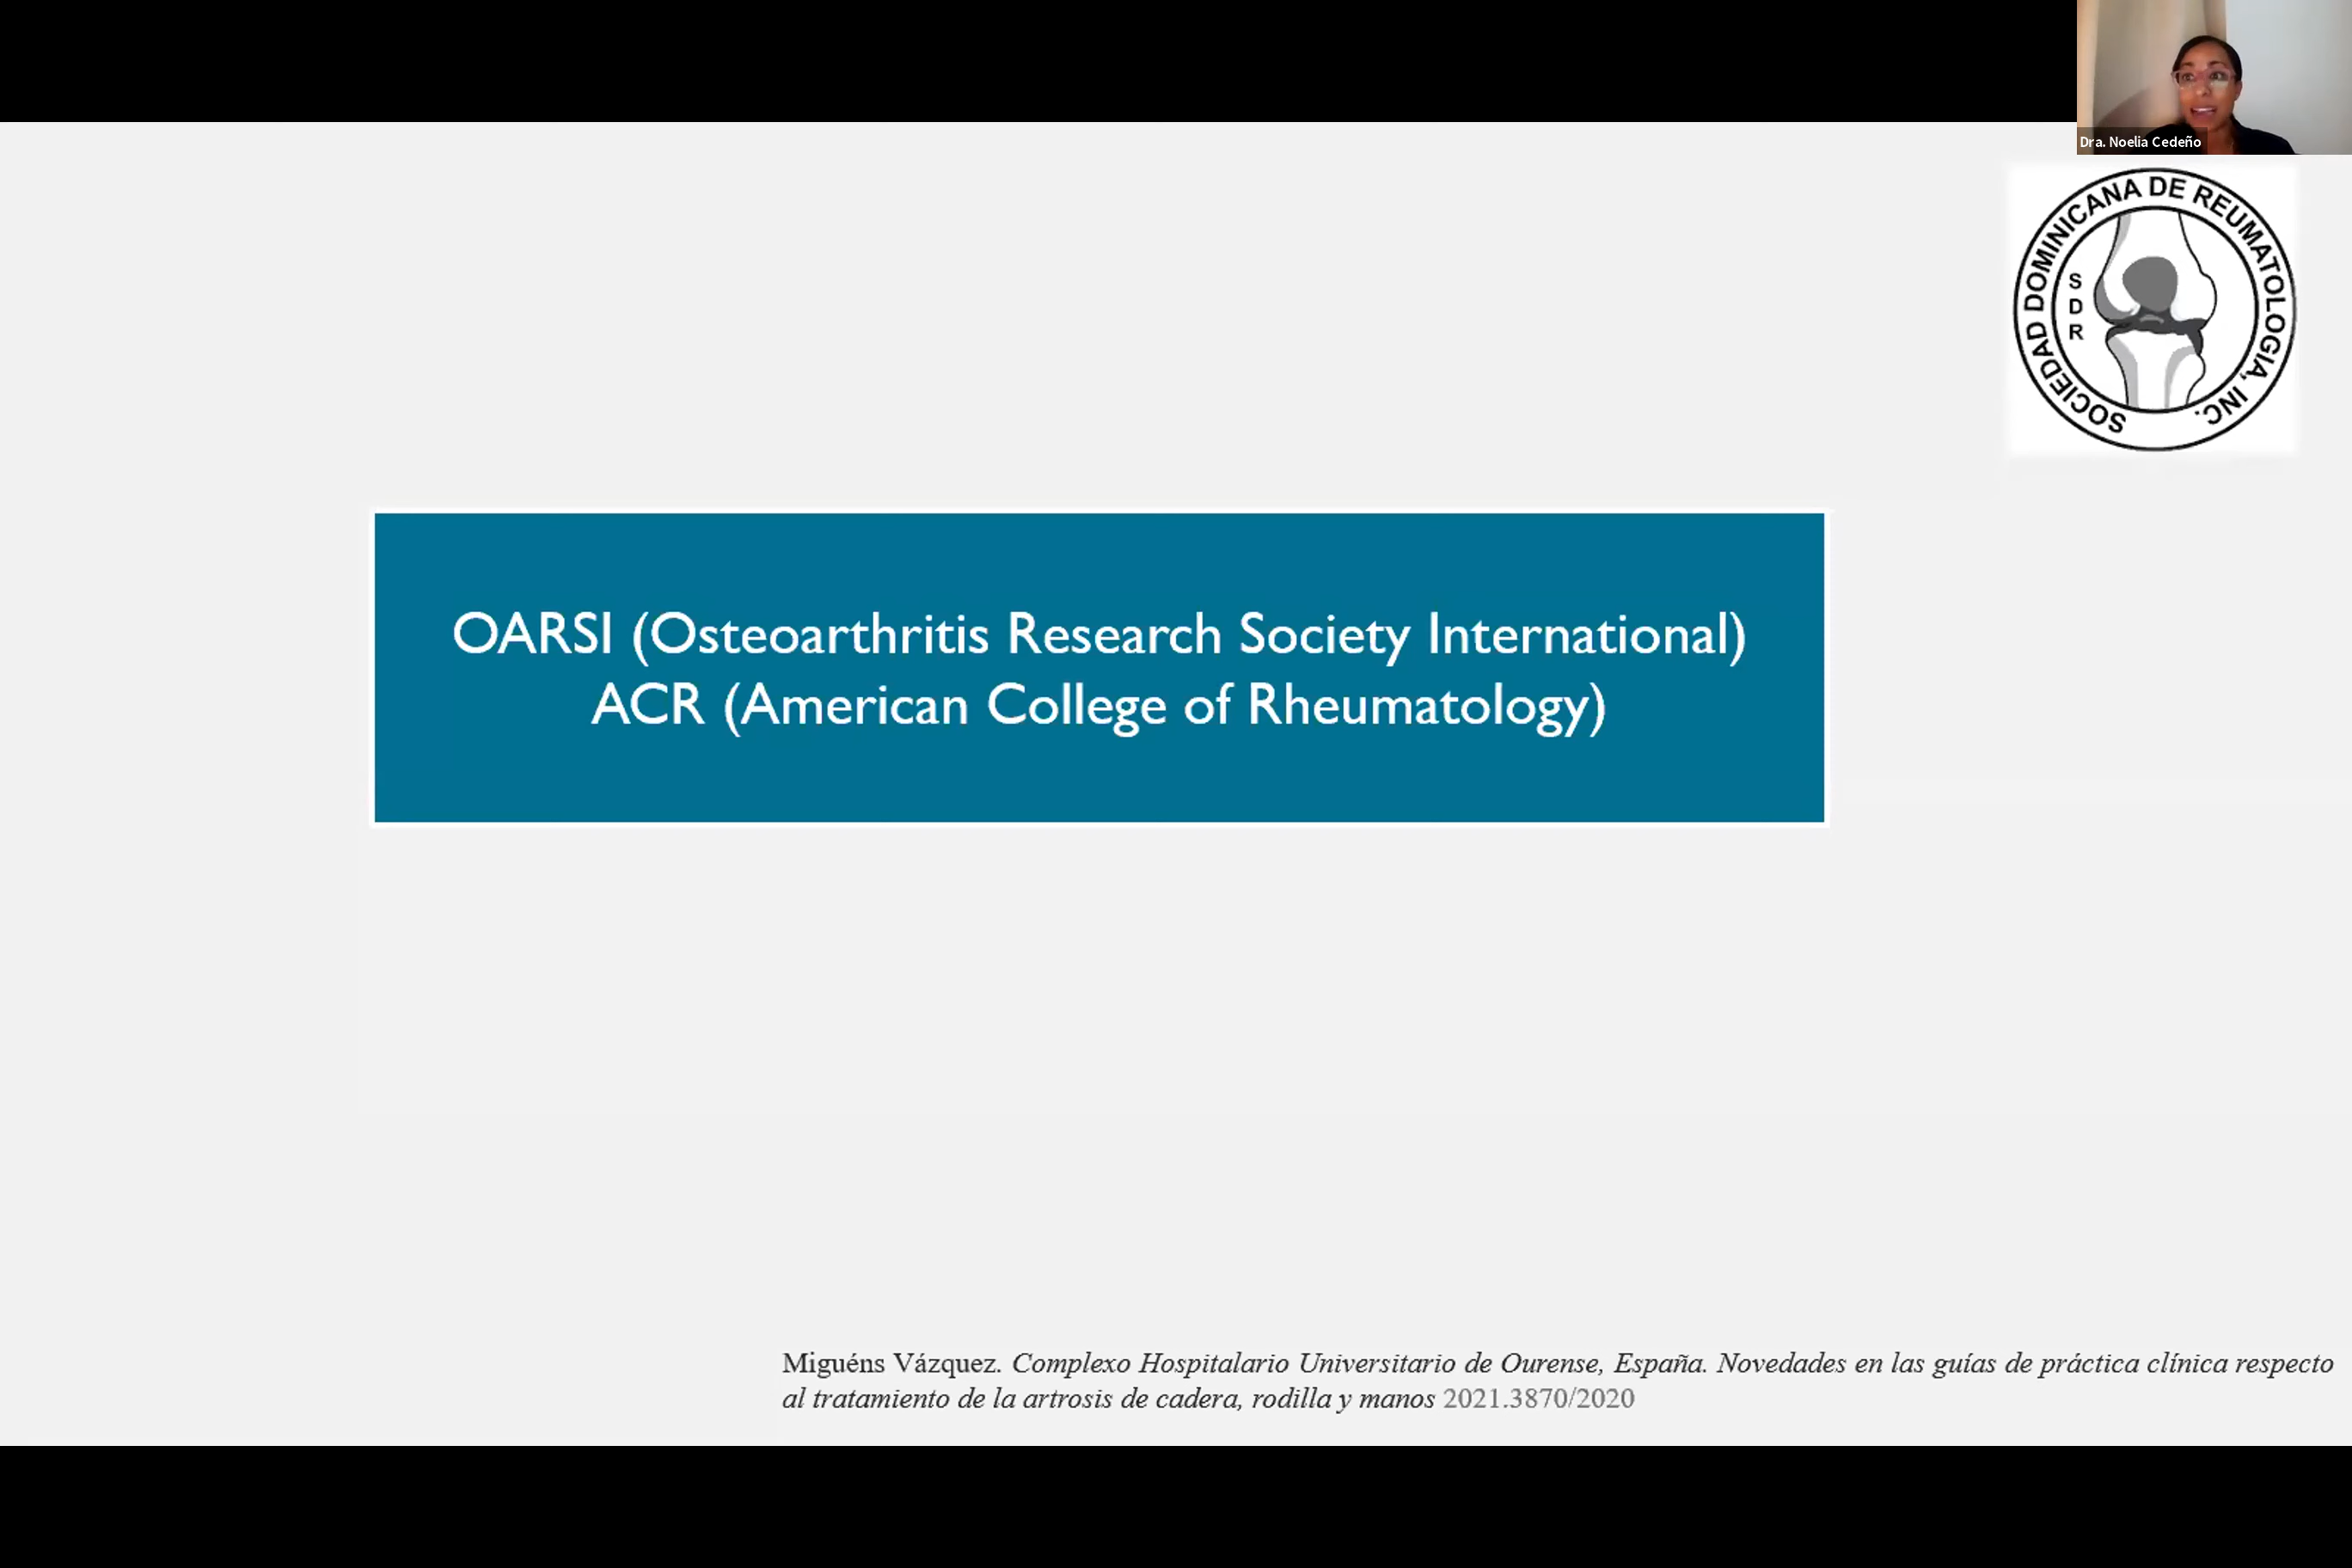 Dra. Noelia Cedeño
SOCIEDAD DOMINICANA DE REUMATOLOGIA, INC.
S
D
R
OARSI (Osteoarthritis Research Society International)
ACR (American College of Rheumatology)
Miguéns Vázquez. Complexo Hospitalario Universitario de Ourense, España. Novedades en las guías de práctica clínica respecto
al tratamiento de la artrosis de cadera, rodilla y manos 2021.3870/2020